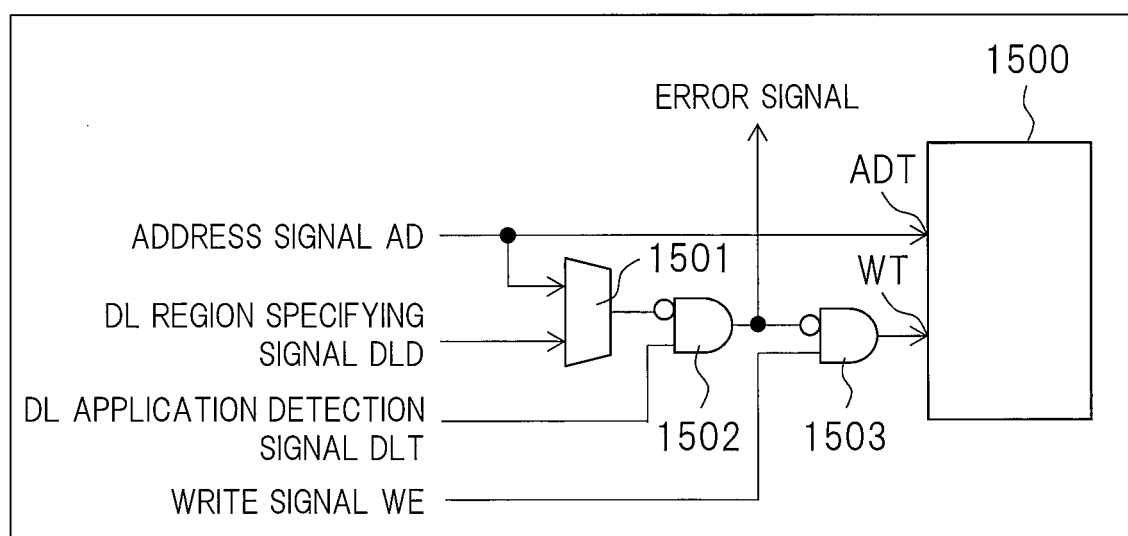 1500
ERROR SIGNAL
ADT
ADDRESS SIGNAL AD
1501
WT
DL REGION SPECIFYING
SIGNAL DLD
DL APPLICATION DETECTION
SIGNAL DLT
1502
1503
WRITE SIGNAL WE